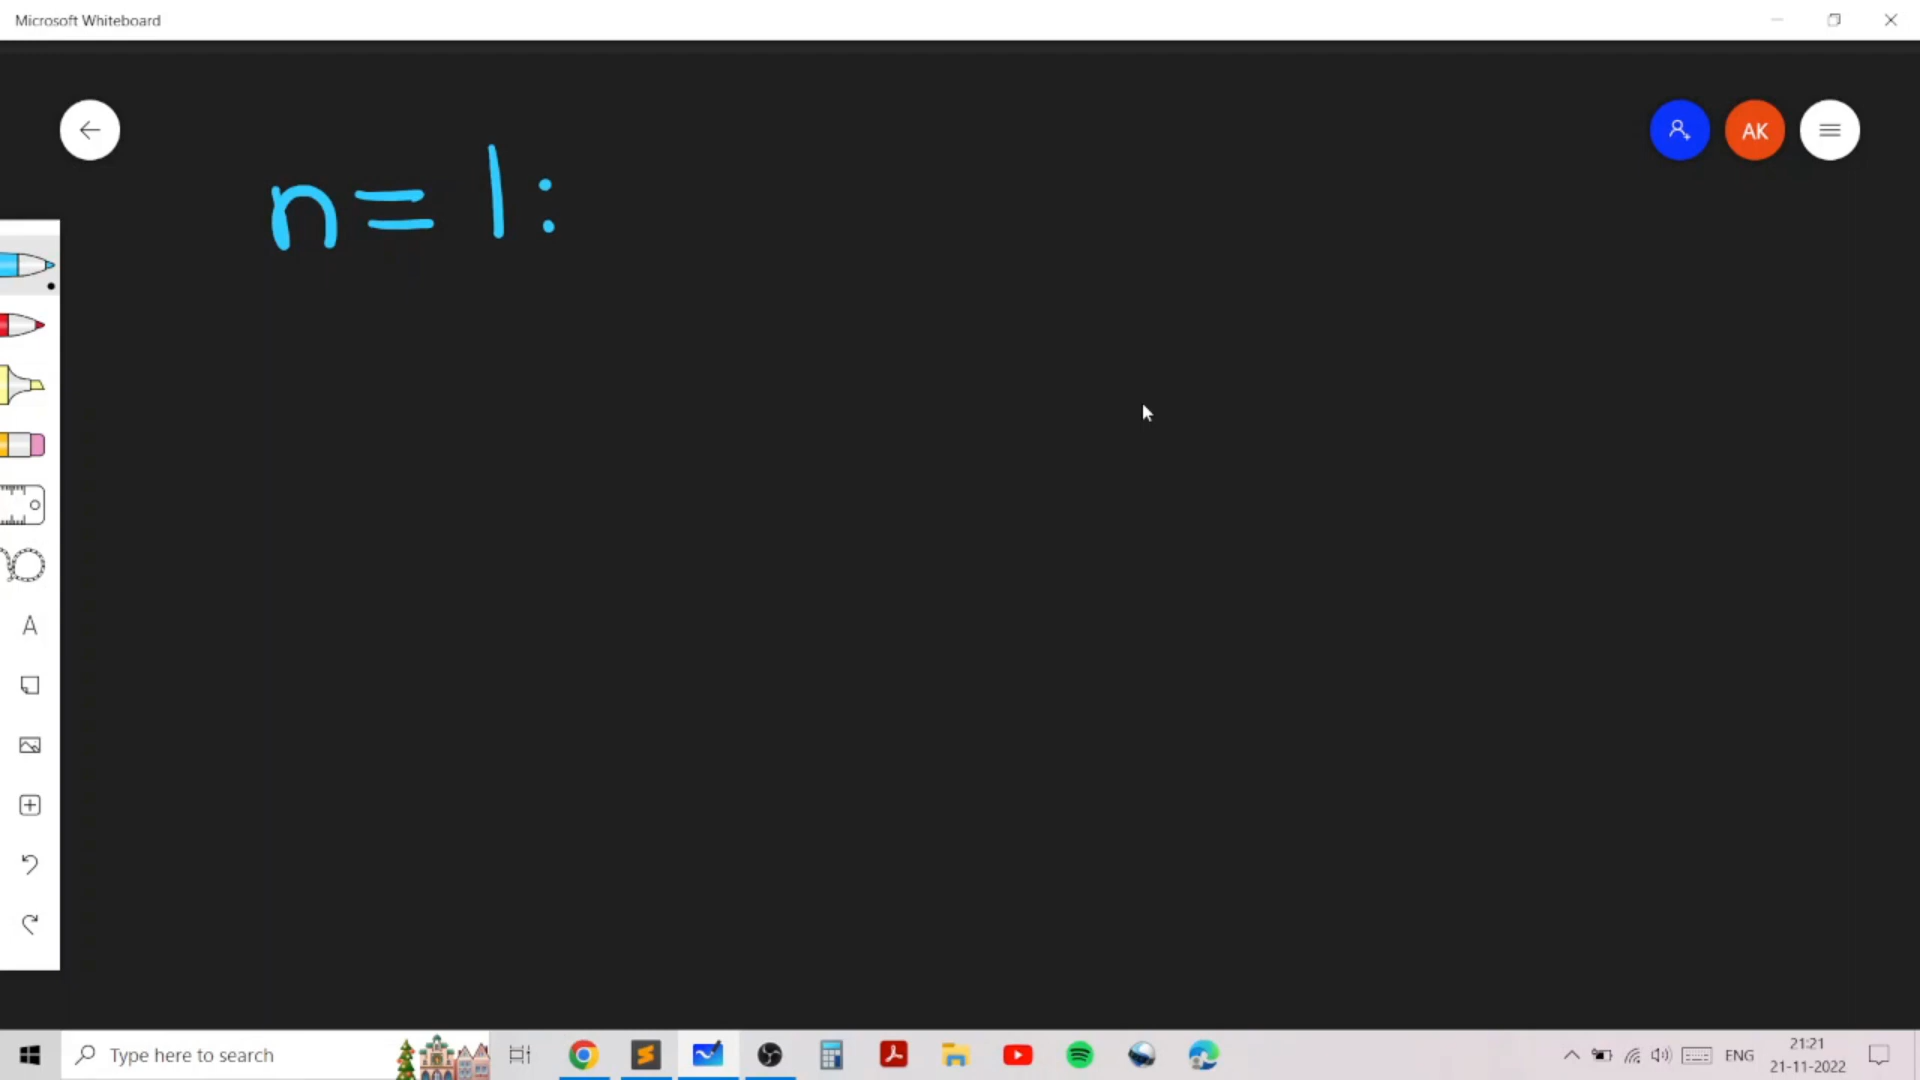 Microsoft Whiteboard
AK
n = 1 :
A
Type here to search
ENG
21:21
21-11-2022